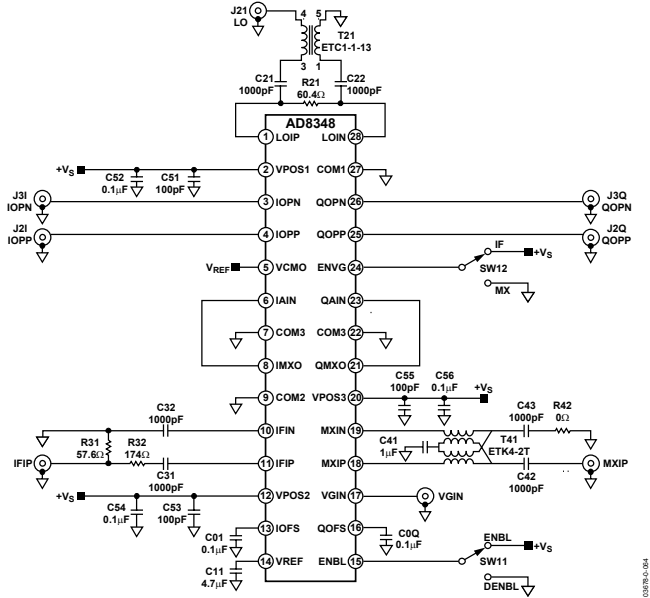 J21
LO
4 5
T21
ETC1-1-13
3 1
C21
1000pF
R21
60.4Ω
C22
1000pF
AD8348
1 LOIP
LOIN 28
+VS
C52
0.1µF
C51
100pF
2 VPOS1
COM1 27
J3I
IOPN
3 IOPN
QOPN 26
J3Q
QOPN
J2I
IOPP
4 IOPP
QOPP 25
J2Q
QOPP
VREF
5 VCMO
ENVG 24
IF
+VS
SW12
MX
6 IAIN
QAIN 23
7 COM3
COM3 22
8 IMXO
QMXO 21
9 COM2
VPOS3 20
C55
100pF
C56
0.1µF
+VS
C32
1000pF
10 IFIN
MXIN 19
C43
1000pF
R42
0Ω
R31
57.6Ω
R32
174Ω
C41
1µF
T41
ETK4-2T
IFIP
C31
1000pF
11 IFIP
MXIP 18
C42
1000pF
MXIP
+VS
C54
0.1µF
C53
100pF
12 VPOS2
VGIN 17
VGIN
C01
0.1µF
13 IOFS
QOFS 16
C0Q
0.1µF
C11
4.7µF
14 VREF
ENBL 15
ENBL
+VS
SW11
DENBL
03678-0-064